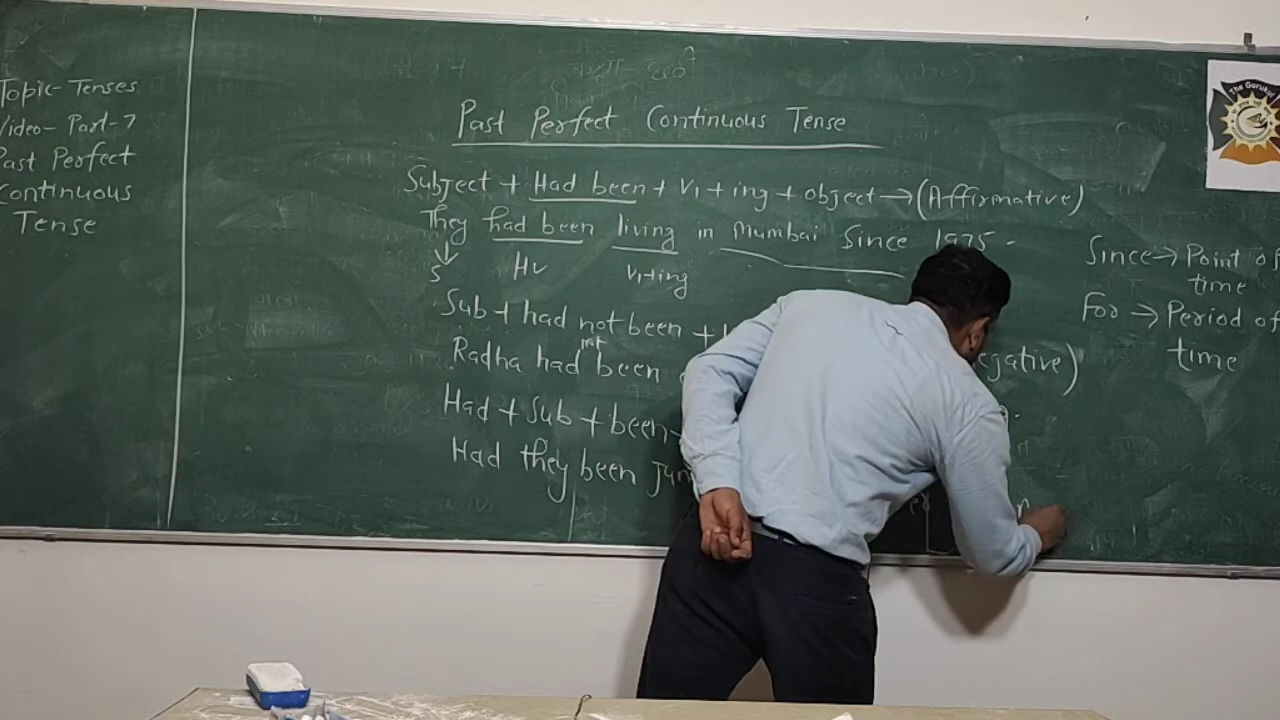 Topic- Tenses
Video- Part-7
Past Perfect
Continuous
Tense
Past Perfect Continuous Tense
Subject + Had been + V1 + ing + object → (Affirmative)
They had been living in Mumbai Since 1975.
S Hv V1+ing
Sub + had not been +
Radha had not been
Had + Sub + been
Had they been
Since → Point of
time
For → Period of
time
The Gurukul